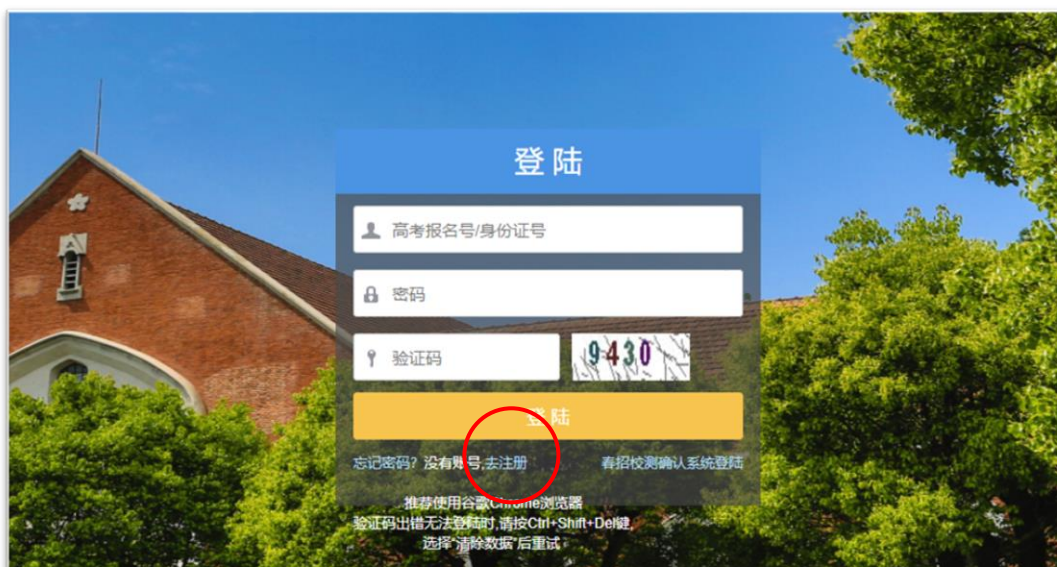 登陆
高考报名号/身份证号
密码
验证码
9430
登陆
忘记密码? 没有账号,去注册 春招校测确认系统登陆
推荐使用谷歌Chrome浏览器
验证码出错无法登陆时,请按Ctrl+Shift+Del键,
选择“清除数据”后重试